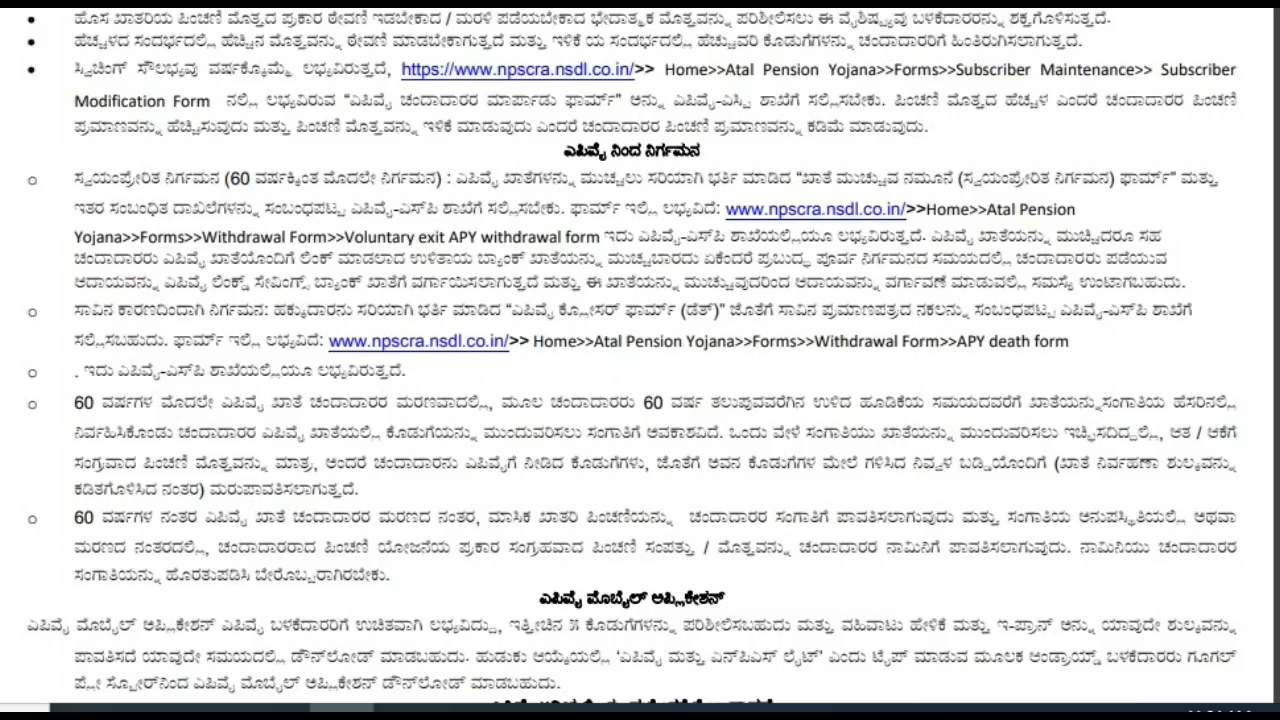 ಹೊಸ ಖಾತರಿಯ ಪಿಂಚಣಿ ಮೊತ್ತದ ಪ್ರಕಾರ ಠೇವಣಿ ಇಡಬೇಕಾದ / ಮರಳಿ ಪಡೆಯಬೇಕಾದ ಭೇದಾತ್ಮಕ ಮೊತ್ತವನ್ನು ಪರಿಶೀಲಿಸಲು ಈ ವೈಶಿಷ್ಟ್ಯವು ಬಳಕೆದಾರರನ್ನು ಶಕ್ತಗೊಳಿಸುತ್ತದೆ.
ಹೆಚ್ಚಳದ ಸಂದರ್ಭದಲ್ಲಿ ಹೆಚ್ಚಿನ ಮೊತ್ತವನ್ನು ಠೇವಣಿ ಮಾಡಬೇಕಾಗುತ್ತದೆ ಮತ್ತು ಇಳಿಕೆ ಯ ಸಂದರ್ಭದಲ್ಲಿ ಹೆಚ್ಚುವರಿ ಕೊಡುಗೆಗಳನ್ನು ಚಂದಾದಾರರಿಗೆ ಹಿಂತಿರುಗಿಸಲಾಗುತ್ತದೆ.
ಸ್ವಿಚಿಂಗ್ ಸೌಲಭ್ಯವು ವರ್ಷಕ್ಕೊಮ್ಮೆ ಲಭ್ಯವಿರುತ್ತದೆ, https://www.npscra.nsdl.co.in/>> Home>>Atal Pension Yojana>>Forms>>Subscriber Maintenance>> Subscriber
Modification Form ನಲ್ಲಿ ಲಭ್ಯವಿರುವ “ಎಪಿವೈ ಚಂದಾದಾರರ ಮಾರ್ಪಾಡು ಫಾರ್ಮ್” ಅನ್ನು ಎಪಿವೈ-ಎಸ್ಪಿ ಶಾಖೆಗೆ ಸಲ್ಲಿಸಬೇಕು. ಪಿಂಚಣಿ ಮೊತ್ತದ ಹೆಚ್ಚಳ ಎಂದರೆ ಚಂದಾದಾರರ ಪಿಂಚಣಿ
ಪ್ರಮಾಣವನ್ನು ಹೆಚ್ಚಿಸುವುದು ಮತ್ತು ಪಿಂಚಣಿ ಮೊತ್ತವನ್ನು ಇಳಿಕೆ ಮಾಡುವುದು ಎಂದರೆ ಚಂದಾದಾರರ ಪಿಂಚಣಿ ಪ್ರಮಾಣವನ್ನು ಕಡಿಮೆ ಮಾಡುವುದು.
ಎಪಿವೈ ನಿಂದ ನಿರ್ಗಮನ
ಸ್ವಯಂಪ್ರೇರಿತ ನಿರ್ಗಮನ (60 ವರ್ಷಕ್ಕಿಂತ ಮೊದಲೇ ನಿರ್ಗಮನ) : ಎಪಿವೈ ಖಾತೆಗಳನ್ನು ಮುಚ್ಚಲು ಸರಿಯಾಗಿ ಭರ್ತಿ ಮಾಡಿದ “ಖಾತೆ ಮುಚ್ಚುವ ನಮೂನೆ (ಸ್ವಯಂಪ್ರೇರಿತ ನಿರ್ಗಮನ) ಫಾರ್ಮ್” ಮತ್ತು
ಇತರ ಸಂಬಂಧಿತ ದಾಖಲೆಗಳನ್ನು ಸಂಬಂಧಪಟ್ಟ ಎಪಿವೈ-ಎಸ್‌ಪಿ ಶಾಖೆಗೆ ಸಲ್ಲಿಸಬೇಕು. ಫಾರ್ಮ್ ಇಲ್ಲಿ ಲಭ್ಯವಿದೆ: www.npscra.nsdl.co.in/>>Home>>Atal Pension
Yojana>>Forms>>Withdrawal Form>>Voluntary exit APY withdrawal form ಇದು ಎಪಿವೈ-ಎಸ್‌ಪಿ ಶಾಖೆಯಲ್ಲಿಯೂ ಲಭ್ಯವಿರುತ್ತದೆ. ಎಪಿವೈ ಖಾತೆಯನ್ನು ಮುಚ್ಚಿದರೂ ಸಹ
ಚಂದಾದಾರರು ಎಪಿವೈ ಖಾತೆಯೊಂದಿಗೆ ಲಿಂಕ್ ಮಾಡಲಾದ ಉಳಿತಾಯ ಬ್ಯಾಂಕ್ ಖಾತೆಯನ್ನು ಮುಚ್ಚಬಾರದು ಏಕೆಂದರೆ ಪ್ರಬುದ್ಧ ಪೂರ್ವ ನಿರ್ಗಮನದ ಸಮಯದಲ್ಲಿ ಚಂದಾದಾರರು ಪಡೆಯುವ
ಆದಾಯವನ್ನು ಎಪಿವೈ ಲಿಂಕ್ಡ್ ಸೇವಿಂಗ್ಸ್ ಬ್ಯಾಂಕ್ ಖಾತೆಗೆ ವರ್ಗಾಯಿಸಲಾಗುತ್ತದೆ ಮತ್ತು ಈ ಖಾತೆಯನ್ನು ಮುಚ್ಚುವುದರಿಂದ ಆದಾಯವನ್ನು ವರ್ಗಾವಣೆ ಮಾಡುವಲ್ಲಿ ಸಮಸ್ಯೆ ಉಂಟಾಗಬಹುದು.
ಸಾವಿನ ಕಾರಣದಿಂದಾಗಿ ನಿರ್ಗಮನ: ಹಕ್ಕುದಾರನು ಸರಿಯಾಗಿ ಭರ್ತಿ ಮಾಡಿದ “ಎಪಿವೈ ಕ್ಲೋಸರ್ ಫಾರ್ಮ್ (ಡೆತ್)” ಜೊತೆಗೆ ಸಾವಿನ ಪ್ರಮಾಣಪತ್ರದ ನಕಲನ್ನು ಸಂಬಂಧಪಟ್ಟ ಎಪಿವೈ-ಎಸ್‌ಪಿ ಶಾಖೆಗೆ
ಸಲ್ಲಿಸಬಹುದು. ಫಾರ್ಮ್ ಇಲ್ಲಿ ಲಭ್ಯವಿದೆ: www.npscra.nsdl.co.in/>> Home>>Atal Pension Yojana>>Forms>>Withdrawal Form>>APY death form
. ಇದು ಎಪಿವೈ-ಎಸ್‌ಪಿ ಶಾಖೆಯಲ್ಲಿಯೂ ಲಭ್ಯವಿರುತ್ತದೆ.
60 ವರ್ಷಗಳ ಮೊದಲೇ ಎಪಿವೈ ಖಾತೆ ಚಂದಾದಾರರ ಮರಣವಾದಲ್ಲಿ, ಮೂಲ ಚಂದಾದಾರರು 60 ವರ್ಷ ತಲುಪುವವರೆಗಿನ ಉಳಿದ ಹೂಡಿಕೆಯ ಸಮಯದವರೆಗೆ ಖಾತೆಯನ್ನುಸಂಗಾತಿಯ ಹೆಸರಿನಲ್ಲಿ
ನಿರ್ವಹಿಸಿಕೊಂಡು ಚಂದಾದಾರರ ಎಪಿವೈ ಖಾತೆಯಲ್ಲಿ ಕೊಡುಗೆಯನ್ನು ಮುಂದುವರಿಸಲು ಸಂಗಾತಿಗೆ ಅವಕಾಶವಿದೆ. ಒಂದು ವೇಳೆ ಸಂಗಾತಿಯು ಖಾತೆಯನ್ನು ಮುಂದುವರಿಸಲು ಇಚ್ಛಿಸದಿದ್ದಲ್ಲಿ, ಆತ / ಆಕೆಗೆ
ಸಂಗ್ರವಾದ ಪಿಂಚಣಿ ಮೊತ್ತವನ್ನು ಮಾತ್ರ, ಅಂದರೆ ಚಂದಾದಾರನು ಎಪಿವೈಗೆ ನೀಡಿದ ಕೊಡುಗೆಗಳು, ಜೊತೆಗೆ ಅವನ ಕೊಡುಗೆಗಳ ಮೇಲೆ ಗಳಿಸಿದ ನಿವ್ವಳ ಬಡ್ಡಿಯೊಂದಿಗೆ (ಖಾತೆ ನಿರ್ವಹಣಾ ಶುಲ್ಕವನ್ನು
ಕಡಿತಗೊಳಿಸಿದ ನಂತರ) ಮರುಪಾವತಿಸಲಾಗುತ್ತದೆ.
60 ವರ್ಷಗಳ ನಂತರ ಎಪಿವೈ ಖಾತೆ ಚಂದಾದಾರರ ಮರಣದ ನಂತರ, ಮಾಸಿಕ ಖಾತರಿ ಪಿಂಚಣಿಯನ್ನು ಚಂದಾದಾರರ ಸಂಗಾತಿಗೆ ಪಾವತಿಸಲಾಗುವುದು ಮತ್ತು ಸಂಗಾತಿಯ ಅನುಪಸ್ಥಿತಿಯಲ್ಲಿ ಅಥವಾ
ಮರಣದ ನಂತರದಲ್ಲಿ, ಚಂದಾದಾರರಾದ ಪಿಂಚಣಿ ಯೋಜನೆಯ ಪ್ರಕಾರ ಸಂಗ್ರಹವಾದ ಪಿಂಚಣಿ ಸಂಪತ್ತು / ಮೊತ್ತವನ್ನು ಚಂದಾದಾರರ ನಾಮಿನಿಗೆ ಪಾವತಿಸಲಾಗುವುದು. ನಾಮಿನಿಯು ಚಂದಾದಾರರ
ಸಂಗಾತಿಯನ್ನು ಹೊರತುಪಡಿಸಿ ಬೇರೊಬ್ಬರಾಗಿರಬೇಕು.
ಎಪಿವೈ ಮೊಬೈಲ್ ಅಪ್ಲಿಕೇಶನ್
ಎಪಿವೈ ಮೊಬೈಲ್ ಅಪ್ಲಿಕೇಶನ್ ಎಪಿವೈ ಬಳಕೆದಾರರಿಗೆ ಉಚಿತವಾಗಿ ಲಭ್ಯವಿದ್ದು, ಇತ್ತೀಚಿನ ೫ ಕೊಡುಗೆಗಳನ್ನು ಪರಿಶೀಲಿಸಬಹುದು ಮತ್ತು ವಹಿವಾಟು ಹೇಳಿಕೆ ಮತ್ತು ಇ-ಪ್ರಾನ್ ಅನ್ನು ಯಾವುದೇ ಶುಲ್ಕವನ್ನು
ಪಾವತಿಸದೆ ಯಾವುದೇ ಸಮಯದಲ್ಲಿ ಡೌನ್‌ಲೋಡ್ ಮಾಡಬಹುದು. ಹುಡುಕು ಆಯ್ಕೆಯಲ್ಲಿ ‘ಎಪಿವೈ ಮತ್ತು ಎನ್‌ಪಿಎಸ್ ಲೈಟ್’ ಎಂದು ಟೈಪ್ ಮಾಡುವ ಮೂಲಕ ಆಂಡ್ರಾಯ್ಡ್ ಬಳಕೆದಾರರು ಗೂಗಲ್
ಪ್ಲೇ ಸ್ಟೋರ್‌ನಿಂದ ಎಪಿವೈ ಮೊಬೈಲ್ ಅಪ್ಲಿಕೇಶನ್ ಡೌನ್‌ಲೋಡ್ ಮಾಡಬಹುದು.